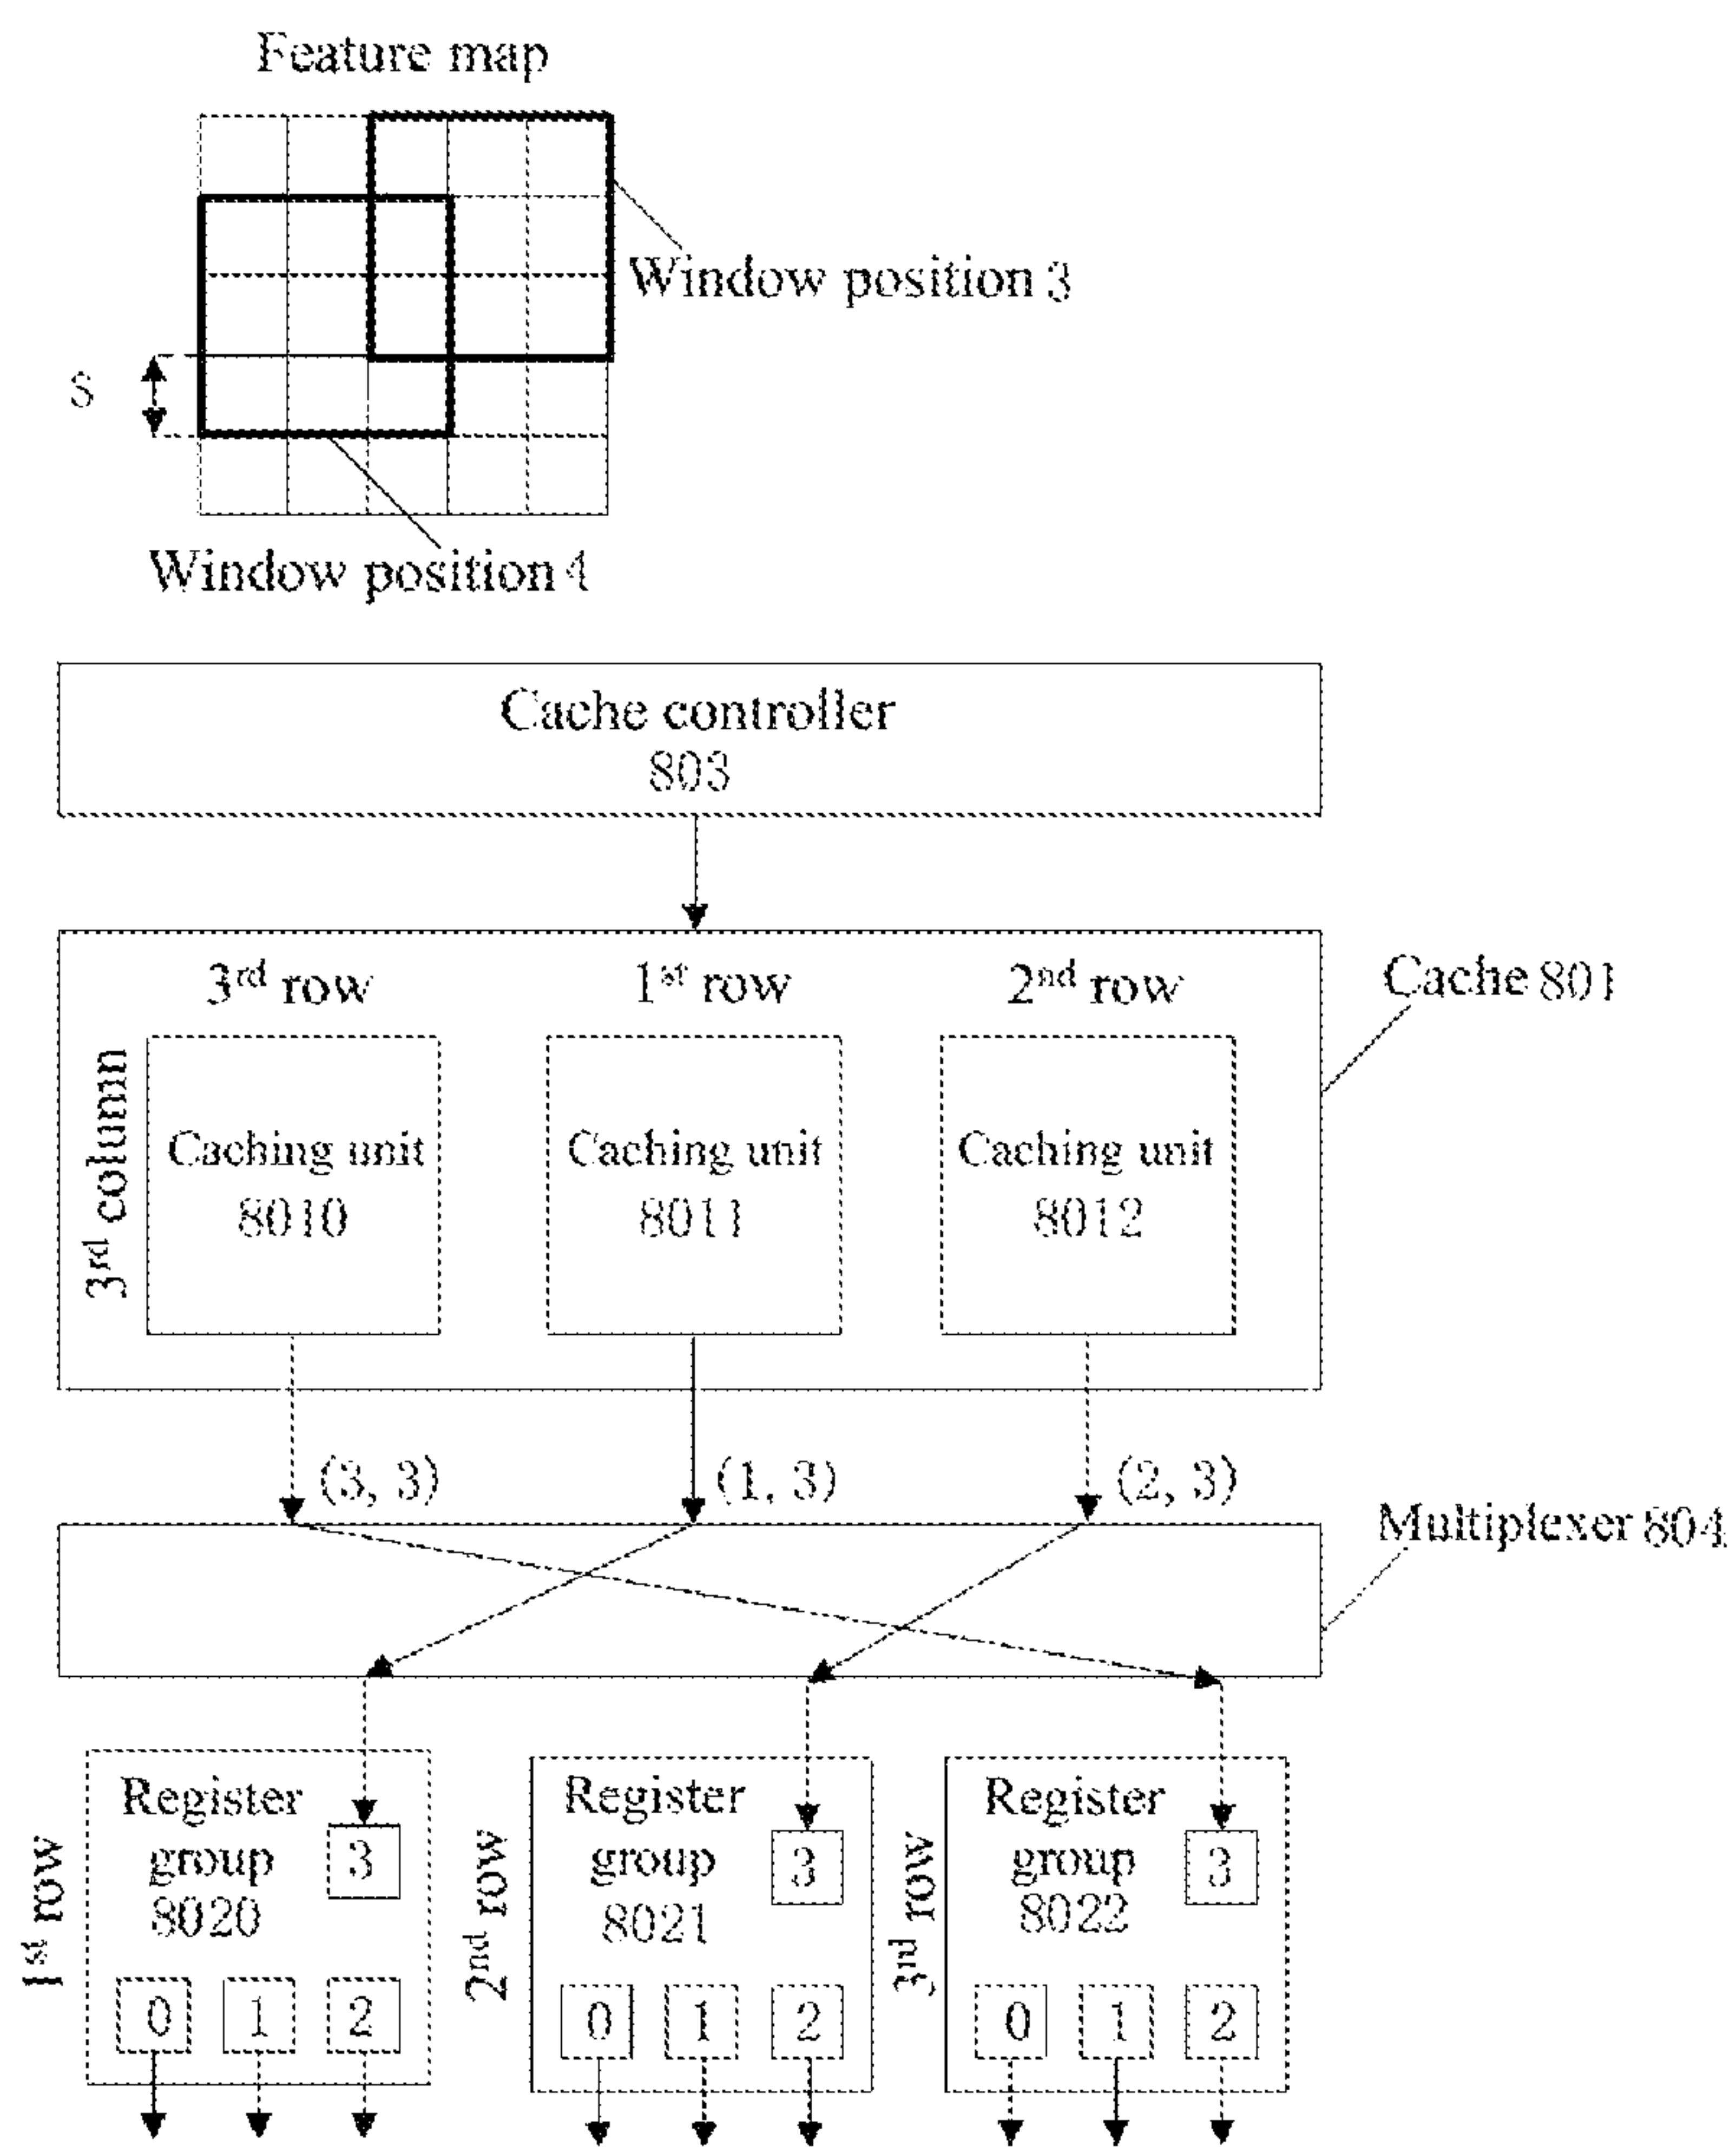 Feature map
Window position 3
S
Window position 4
Cache controller
803
3rd row
1st row
2nd row
Cache 801
3rd column
Caching unit
8010
Caching unit
8011
Caching unit
8012
(3, 3)
(1, 3)
(2, 3)
Multiplexer 804
1st row
Register
group
8020
3
0
1
2
2nd row
Register
group
8021
3
0
1
2
3rd row
Register
group
8022
3
0
1
2